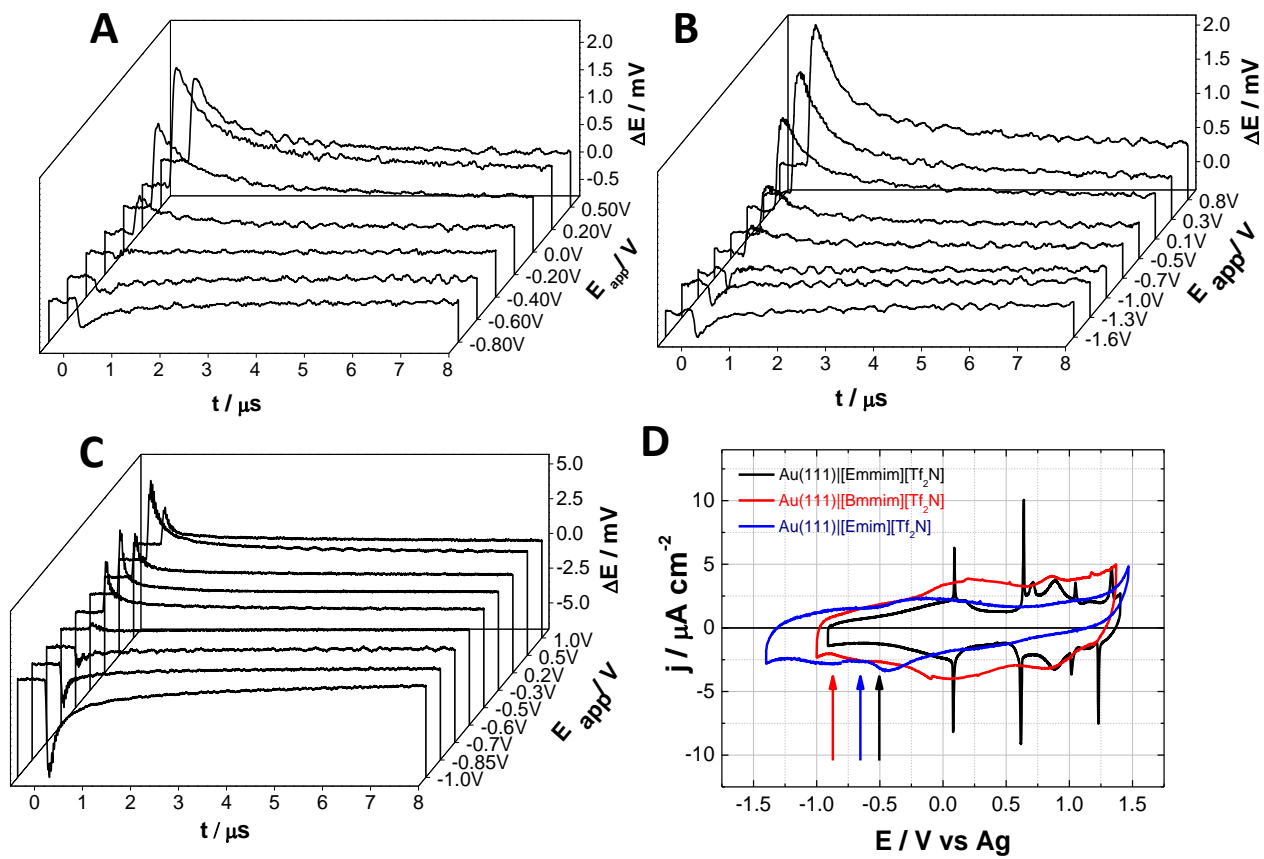 A
2.0
1.5
1.0
0.5
0.0
-0.5
ΔE / mV
0.50V
0.20V
0.0V
-0.20V
-0.40V
-0.60V
-0.80V
E app/ V
0 1 2 3 4 5 6 7 8
t / μs
B
2.0
1.5
1.0
0.5
0.0
ΔE / mV
0.8V
0.3V
0.1V
-0.5V
-0.7V
-1.0V
-1.3V
-1.6V
E app/ V
0 1 2 3 4 5 6 7 8
t / μs
C
5.0
2.5
0.0
-2.5
-5.0
ΔE / mV
1.0V
0.5V
0.2V
-0.3V
-0.5V
-0.6V
-0.7V
-0.85V
-1.0V
E app/ V
0 1 2 3 4 5 6 7 8
t / μs
D
Au(111)|[Emmim][Tf2N]
Au(111)|[Bmmim][Tf2N]
Au(111)|[Emim][Tf2N]
10
5
0
-5
-10
j / μA cm-2
-1.5 -1.0 -0.5 0.0 0.5 1.0 1.5
E / V vs Ag